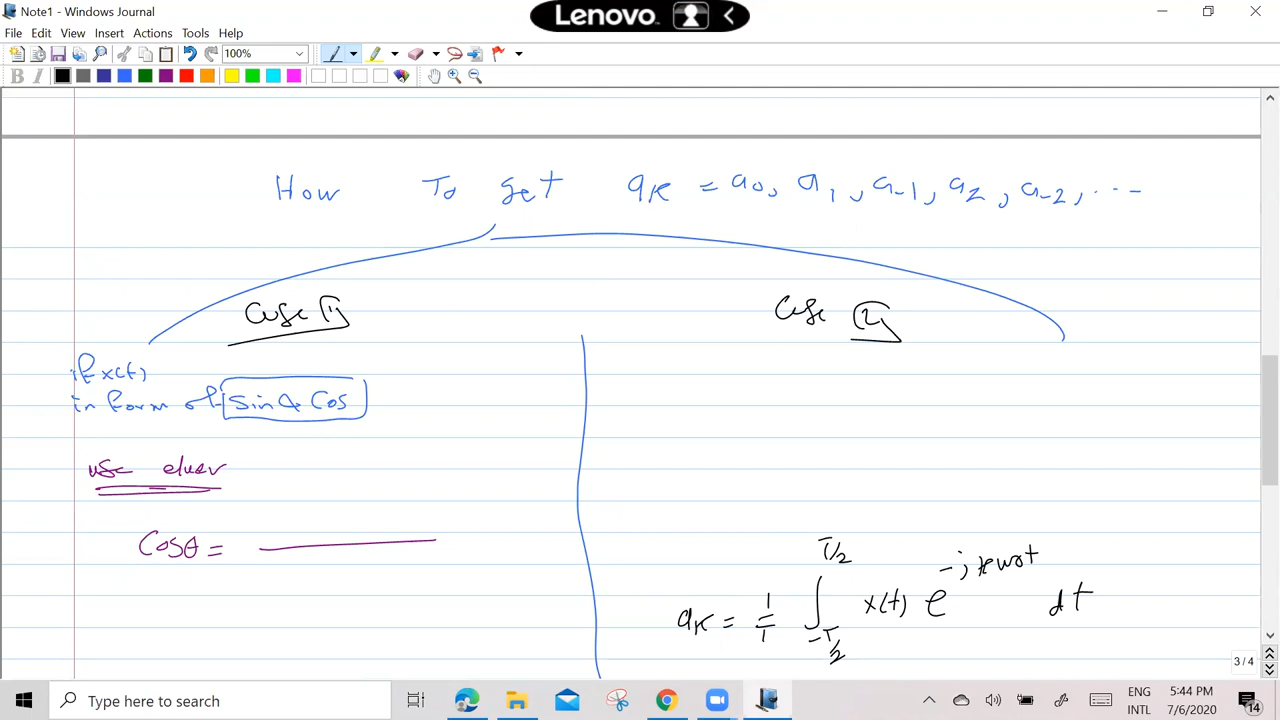 Note1 - Windows Journal
Lenovo
File Edit View Insert Actions Tools Help
100%
B I
How To get aK = a0, a1, a-1, a2, a-2, ...
Case 1)
Case (2)
if x(t)
in form of sin & Cos
use eluer
Cosθ =
aK = 1/T ∫ T/2 -T/2 x(t) e -jkw0t dt
3 / 4
Type here to search
ENG
INTL
5:44 PM
7/6/2020
14